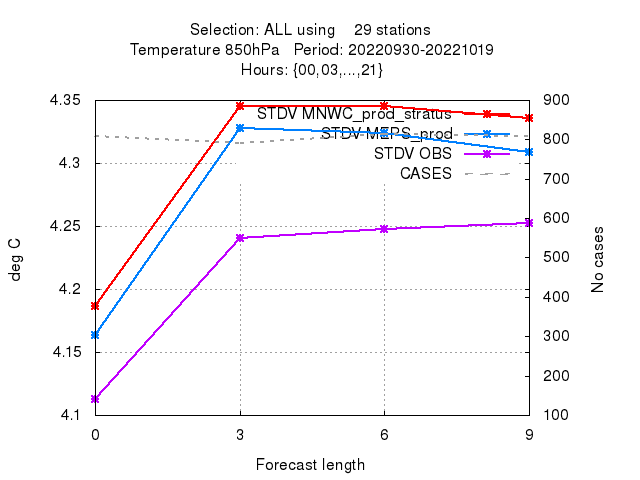 Selection: ALL using 29 stations
Temperature 850hPa Period: 20220930-20221019
Hours: {00,03,...,21}
4.35
4.3
4.25
4.2
4.15
4.1
deg C
STDV MNWC_prod_stratus
STDV MEPS_prod
STDV OBS
CASES
900
800
700
600
500
400
300
200
100
No cases
0 3 6 9
Forecast length